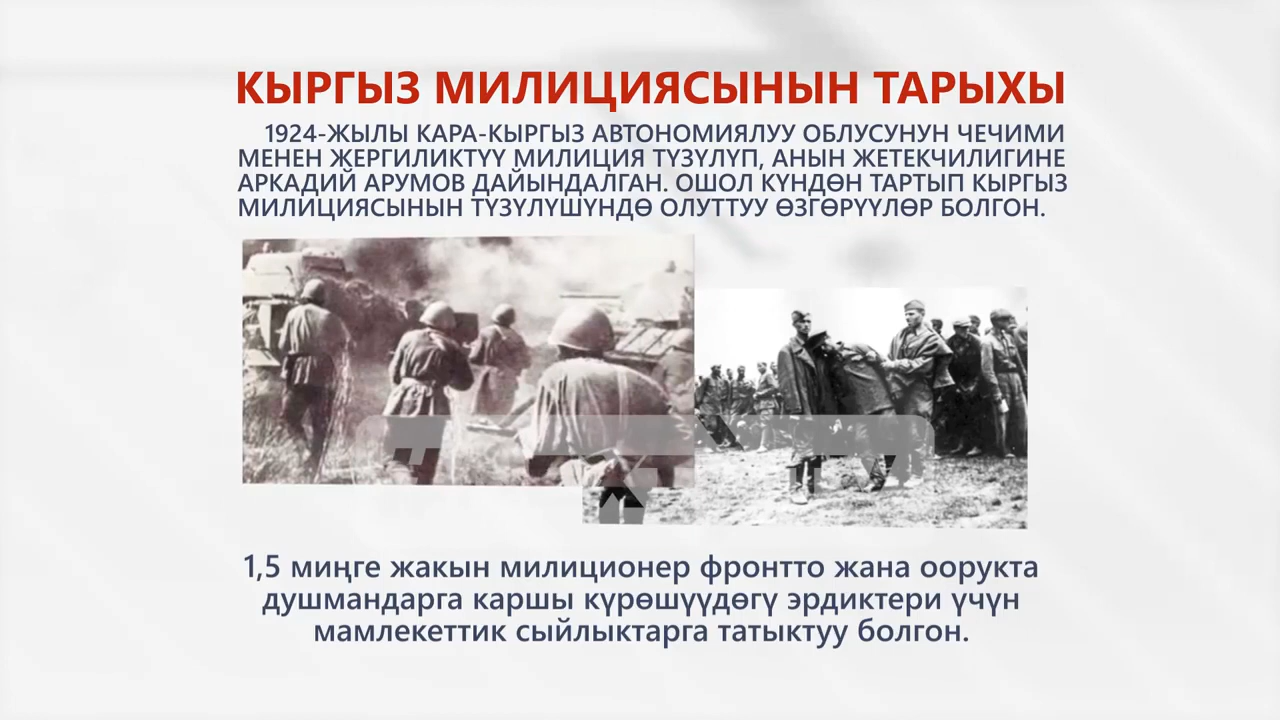 КЫРГЫЗ МИЛИЦИЯСЫНЫН ТАРЫХЫ
1924-ЖЫЛЫ КАРА-КЫРГЫЗ АВТОНОМИЯЛУУ ОБЛУСУНУН ЧЕЧИМИ
МЕНЕН ЖЕРГИЛИКТҮҮ МИЛИЦИЯ ТҮЗҮЛҮП, АНЫН ЖЕТЕКЧИЛИГИНЕ
АРКАДИЙ АРУМОВ ДАЙЫНДАЛГАН. ОШОЛ КҮНДӨН ТАРТЫП КЫРГЫЗ
МИЛИЦИЯСЫНЫН ТҮЗҮЛҮШҮНДӨ ОЛУТТУУ ӨЗГӨРҮҮЛӨР БОЛГОН.
1,5 миңге жакын милиционер фронтто жана оорукта
душмандарга каршы күрөшүүдөгү эрдиктери үчүн
мамлекеттик сыйлыктарга татыктуу болгон.